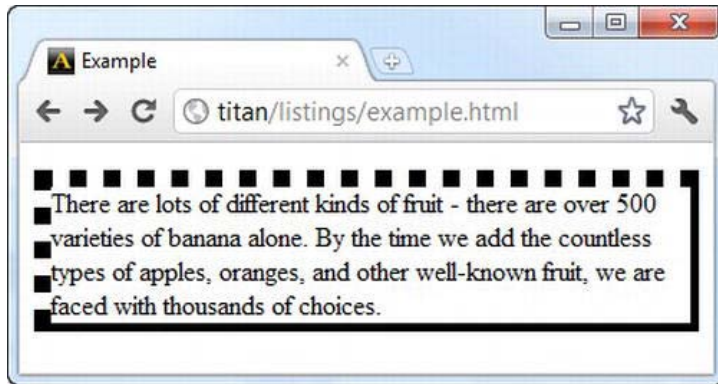 Example
titan/listings/example.html
There are lots of different kinds of fruit - there are over 500
varieties of banana alone. By the time we add the countless
types of apples, oranges, and other well-known fruit, we are
faced with thousands of choices.